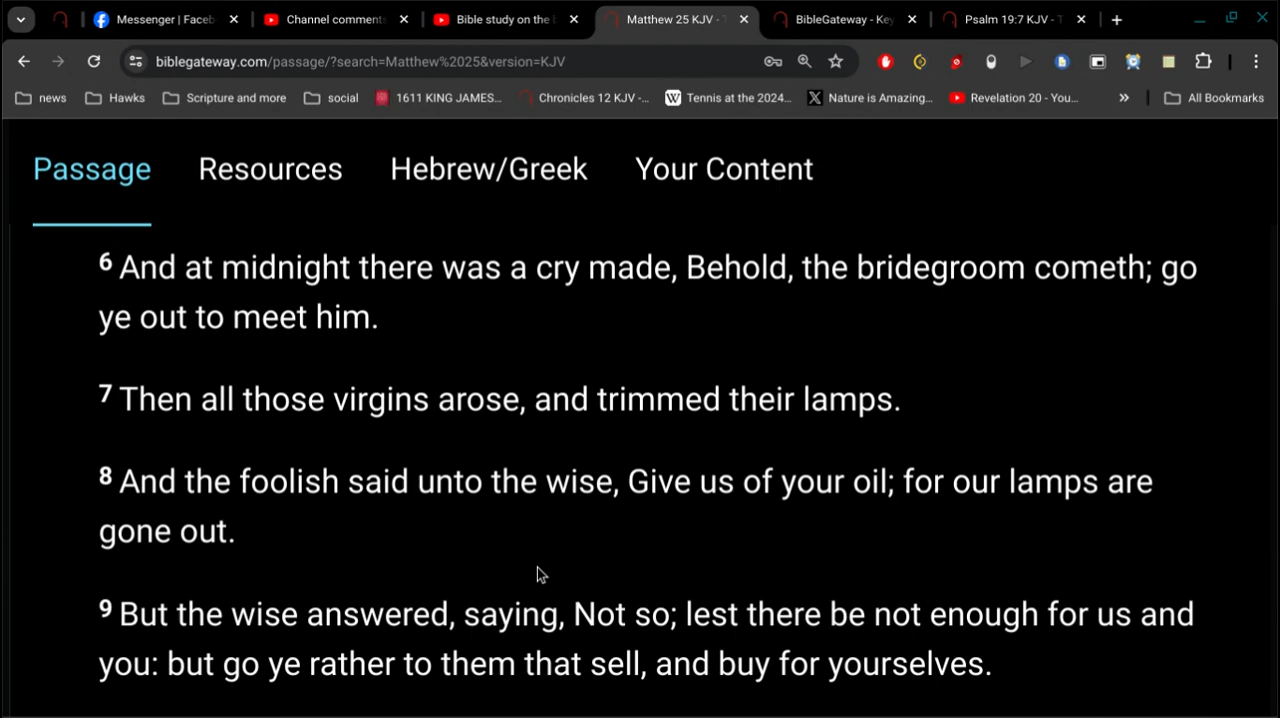 Messenger | Faceb
Channel comment
Bible study on the
Matthew 25 KJV - T
BibleGateway - Key
Psalm 19:7 KJV - T
biblegateway.com/passage/?search=Matthew%2025&version=KJV
news
Hawks
Scripture and more
social
1611 KING JAMES...
Chronicles 12 KJV -...
W Tennis at the 2024...
X Nature is Amazing...
Revelation 20 - You...
» All Bookmarks
Passage Resources Hebrew/Greek Your Content
6 And at midnight there was a cry made, Behold, the bridegroom cometh; go
ye out to meet him.
7 Then all those virgins arose, and trimmed their lamps.
8 And the foolish said unto the wise, Give us of your oil; for our lamps are
gone out.
9 But the wise answered, saying, Not so; lest there be not enough for us and
you: but go ye rather to them that sell, and buy for yourselves.